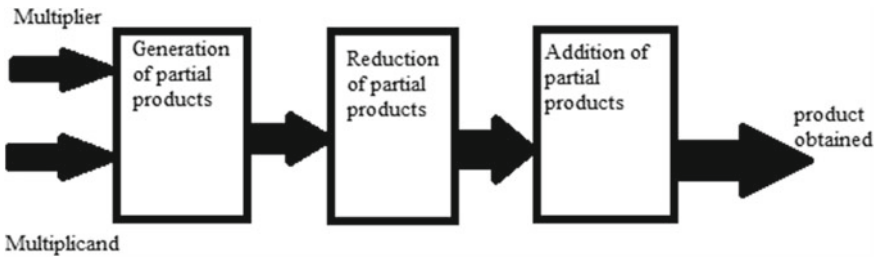 Multiplier
Generation
of partial
products
Reduction
of partial
products
Addition of
partial
products
product
obtained
Multiplicand